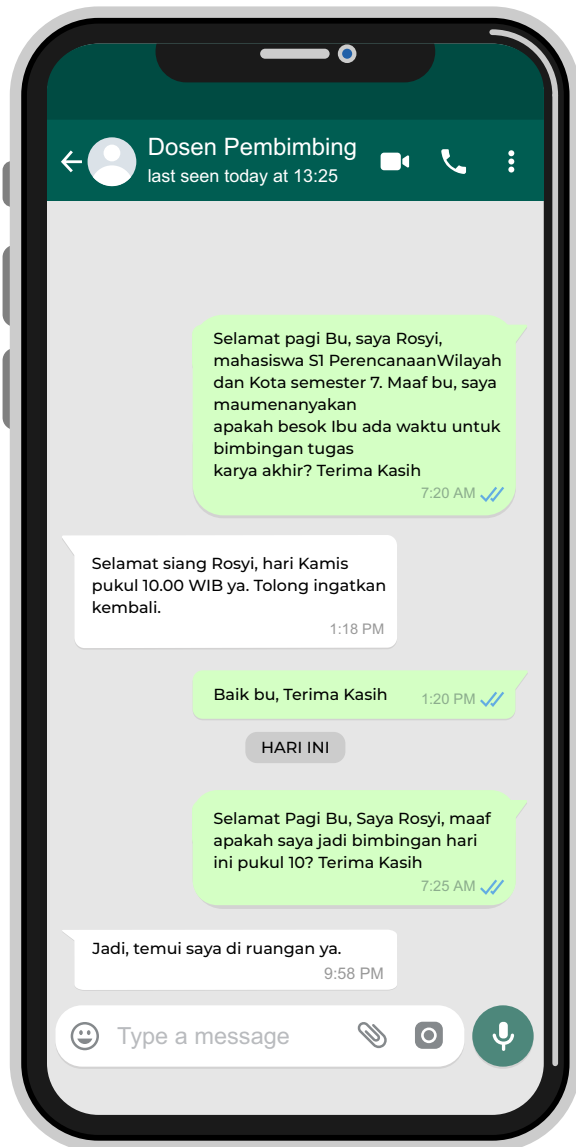 Dosen Pembimbing
last seen today at 13:25
Selamat pagi Bu, saya Rosyi,
mahasiswa S1 PerencanaanWilayah
dan Kota semester 7. Maaf bu, saya
maumenanyakan
apakah besok Ibu ada waktu untuk
bimbingan tugas
karya akhir? Terima Kasih
7:20 AM
Selamat siang Rosyi, hari Kamis
pukul 10.00 WIB ya. Tolong ingatkan
kembali.
1:18 PM
Baik bu, Terima Kasih
1:20 PM
HARI INI
Selamat Pagi Bu, Saya Rosyi, maaf
apakah saya jadi bimbingan hari
ini pukul 10? Terima Kasih
7:25 AM
Jadi, temui saya di ruangan ya.
9:58 PM
Type a message